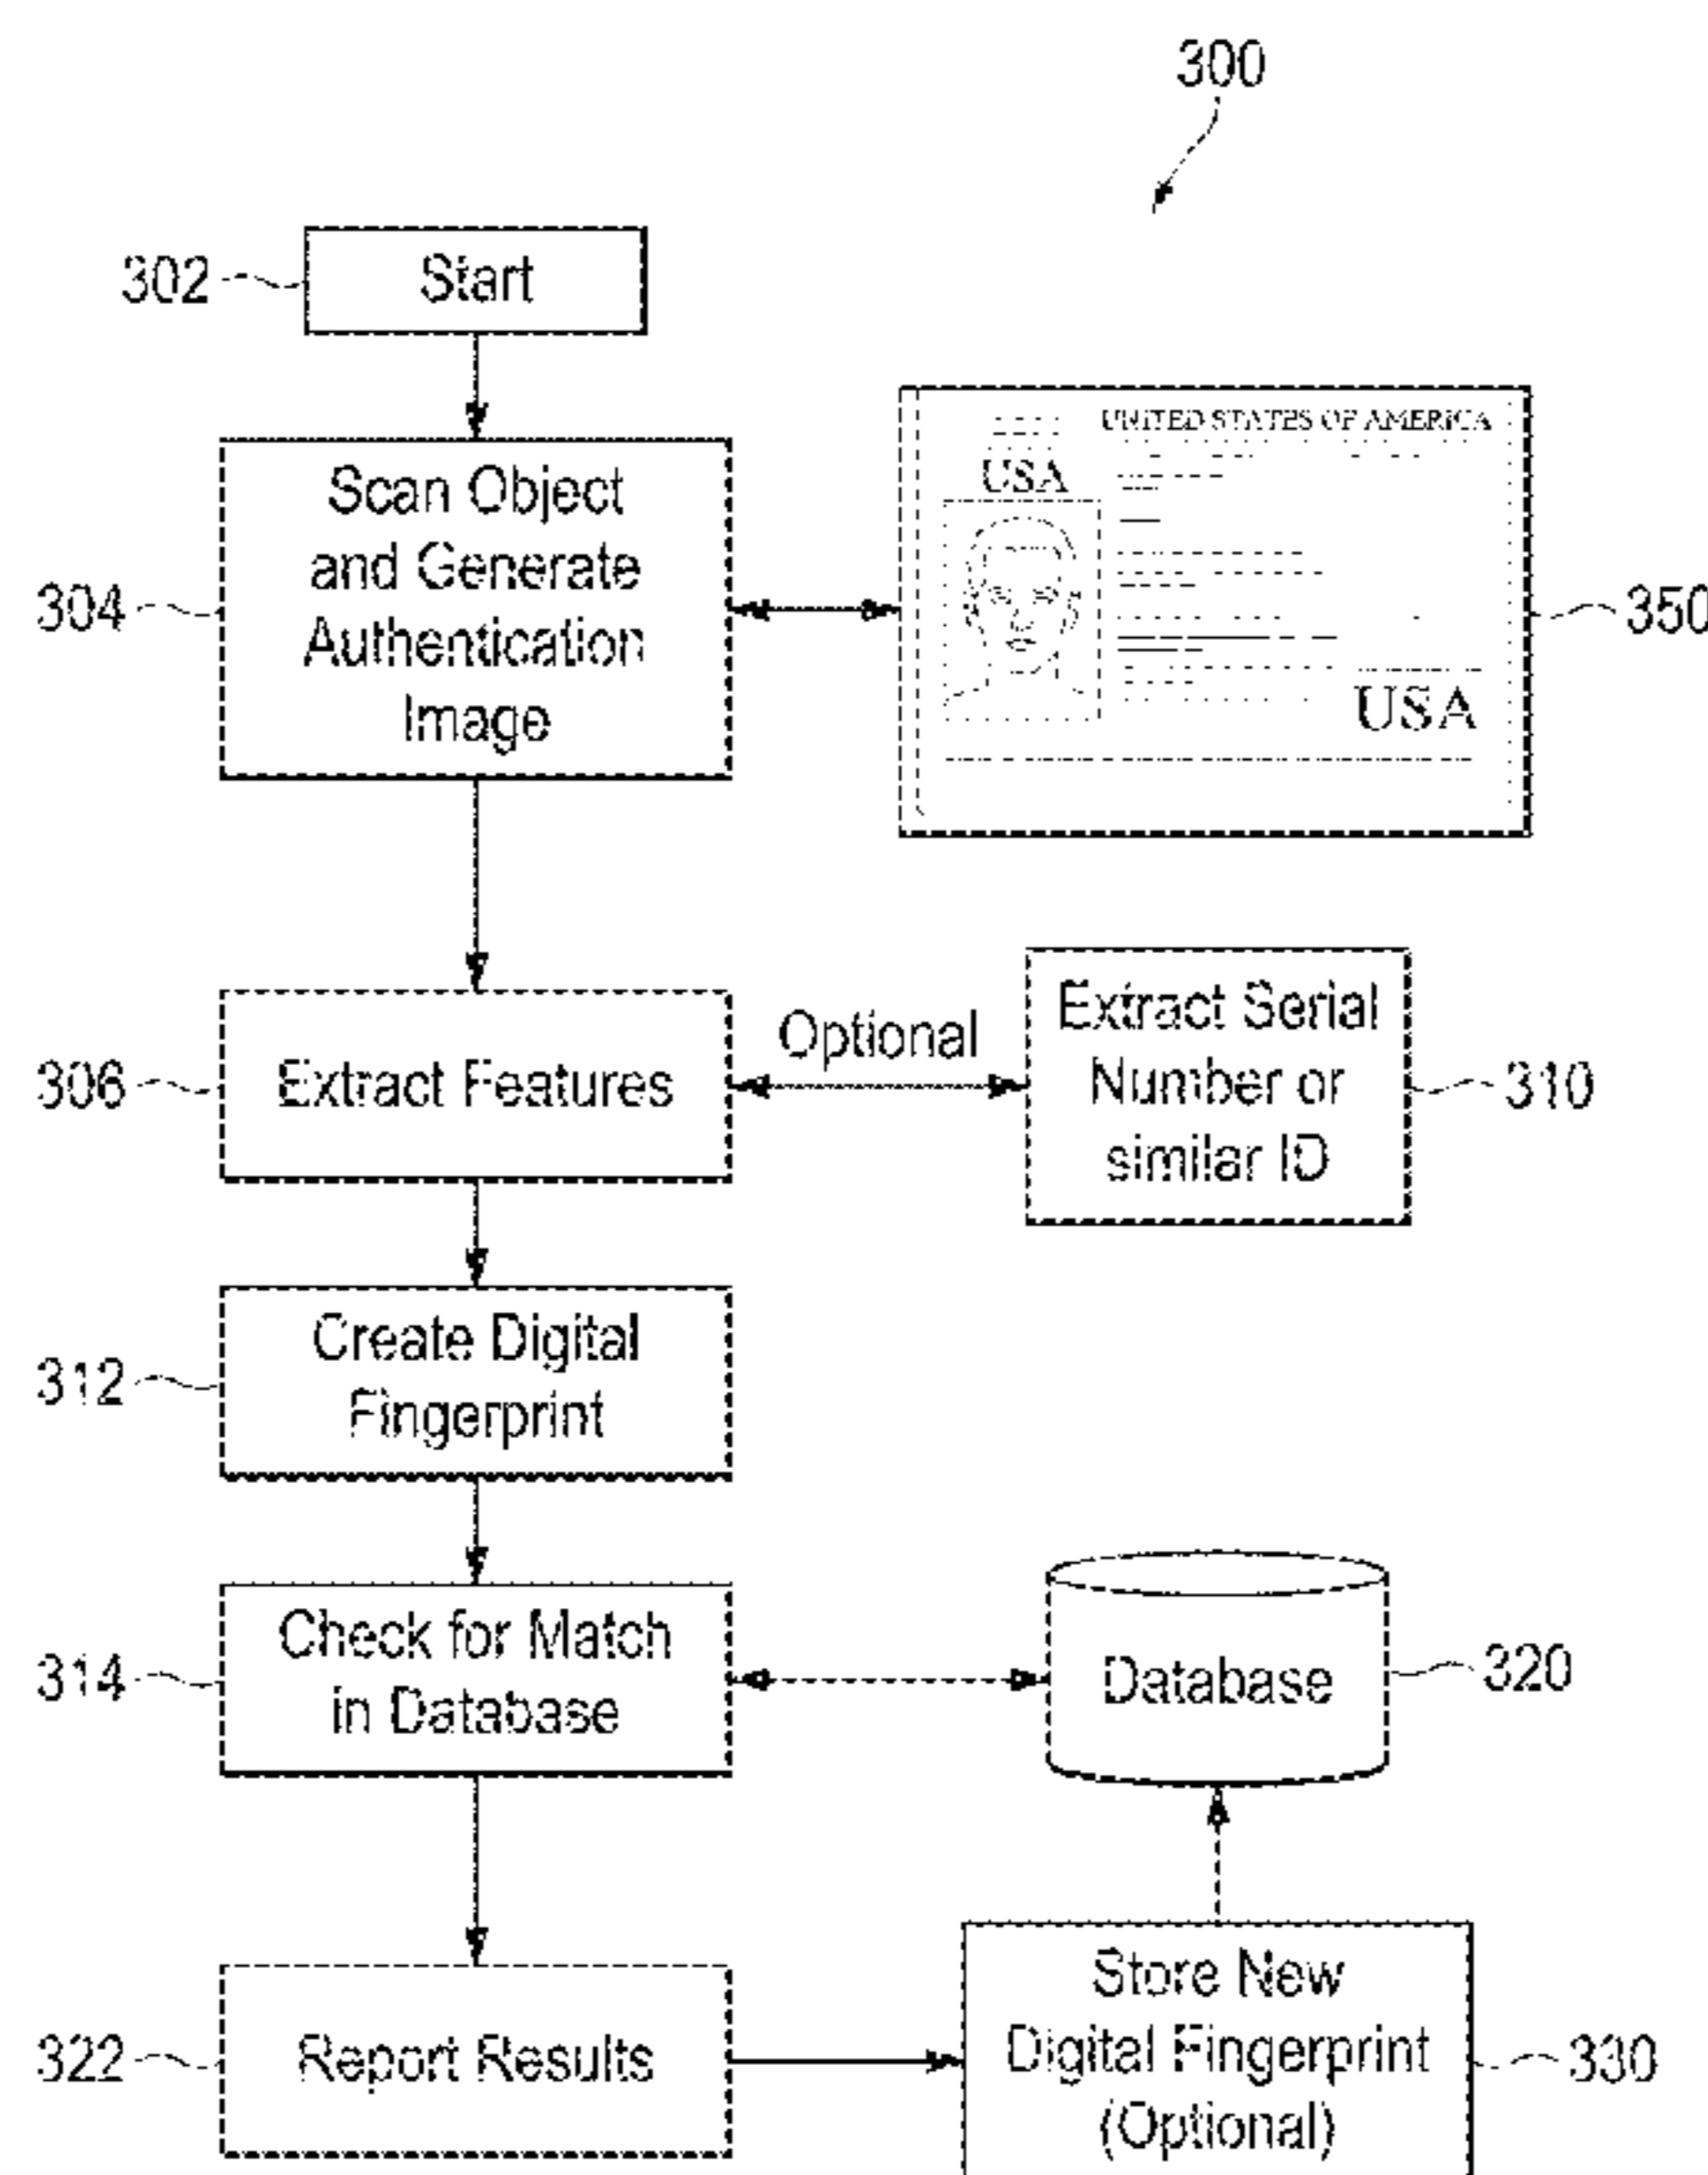 300
302
Start
304
Scan Object
and Generate
Authentication
Image
UNITED STATES OF AMERICA
USA
USA
350
306
Extract Features
Optional
Extract Serial
Number or
similar ID
310
312
Create Digital
Fingerprint
314
Check for Match
in Database
Database
320
322
Report Results
Store New
Digital Fingerprint
(Optional)
330